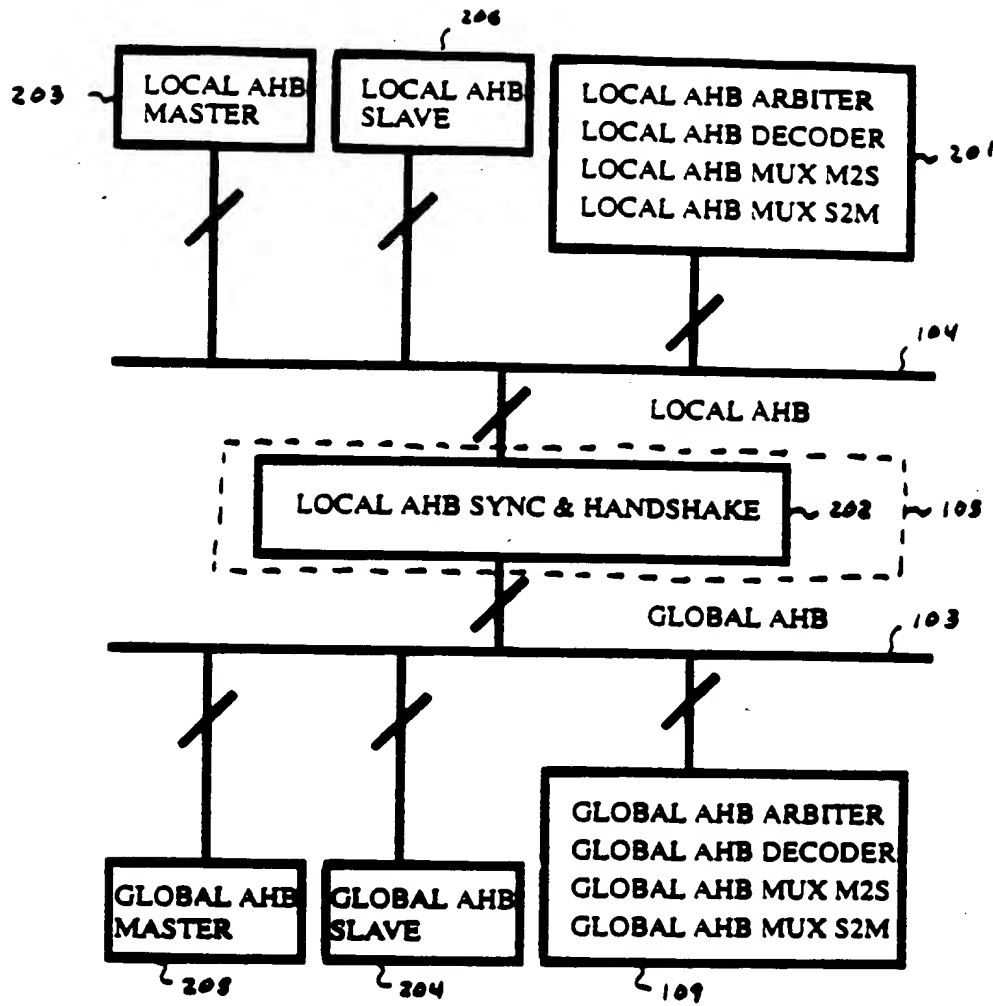 206
203
LOCAL AHB
MASTER
LOCAL AHB
SLAVE
LOCAL AHB ARBITER
LOCAL AHB DECODER
LOCAL AHB MUX M2S
LOCAL AHB MUX S2M
201
104
LOCAL AHB
LOCAL AHB SYNC & HANDSHAKE
202
105
GLOBAL AHB
103
GLOBAL AHB
MASTER
GLOBAL AHB
SLAVE
GLOBAL AHB ARBITER
GLOBAL AHB DECODER
GLOBAL AHB MUX M2S
GLOBAL AHB MUX S2M
205
204
109